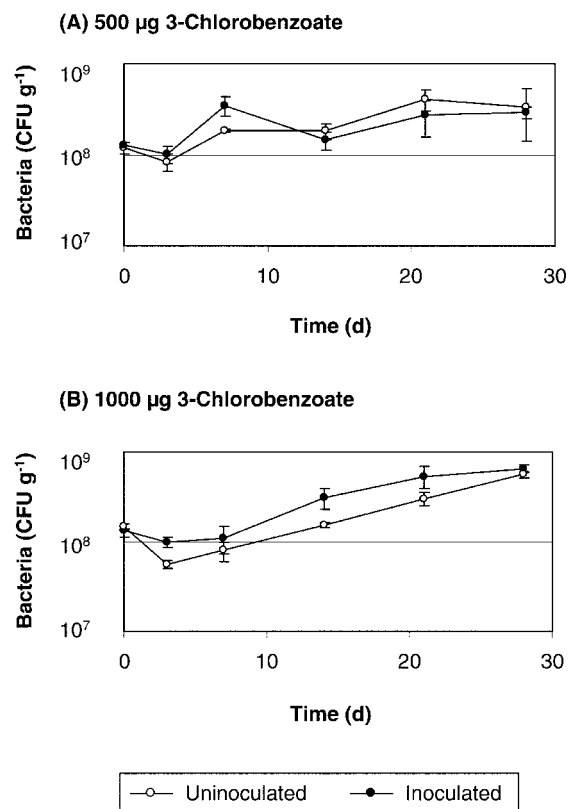 (A) 500 µg 3-Chlorobenzoate
Bacteria (CFU g⁻¹)
10⁹
10⁸
10⁷
0 10 20 30
Time (d)
(B) 1000 µg 3-Chlorobenzoate
Bacteria (CFU g⁻¹)
10⁹
10⁸
10⁷
0 10 20 30
Time (d)
Uninoculated Inoculated